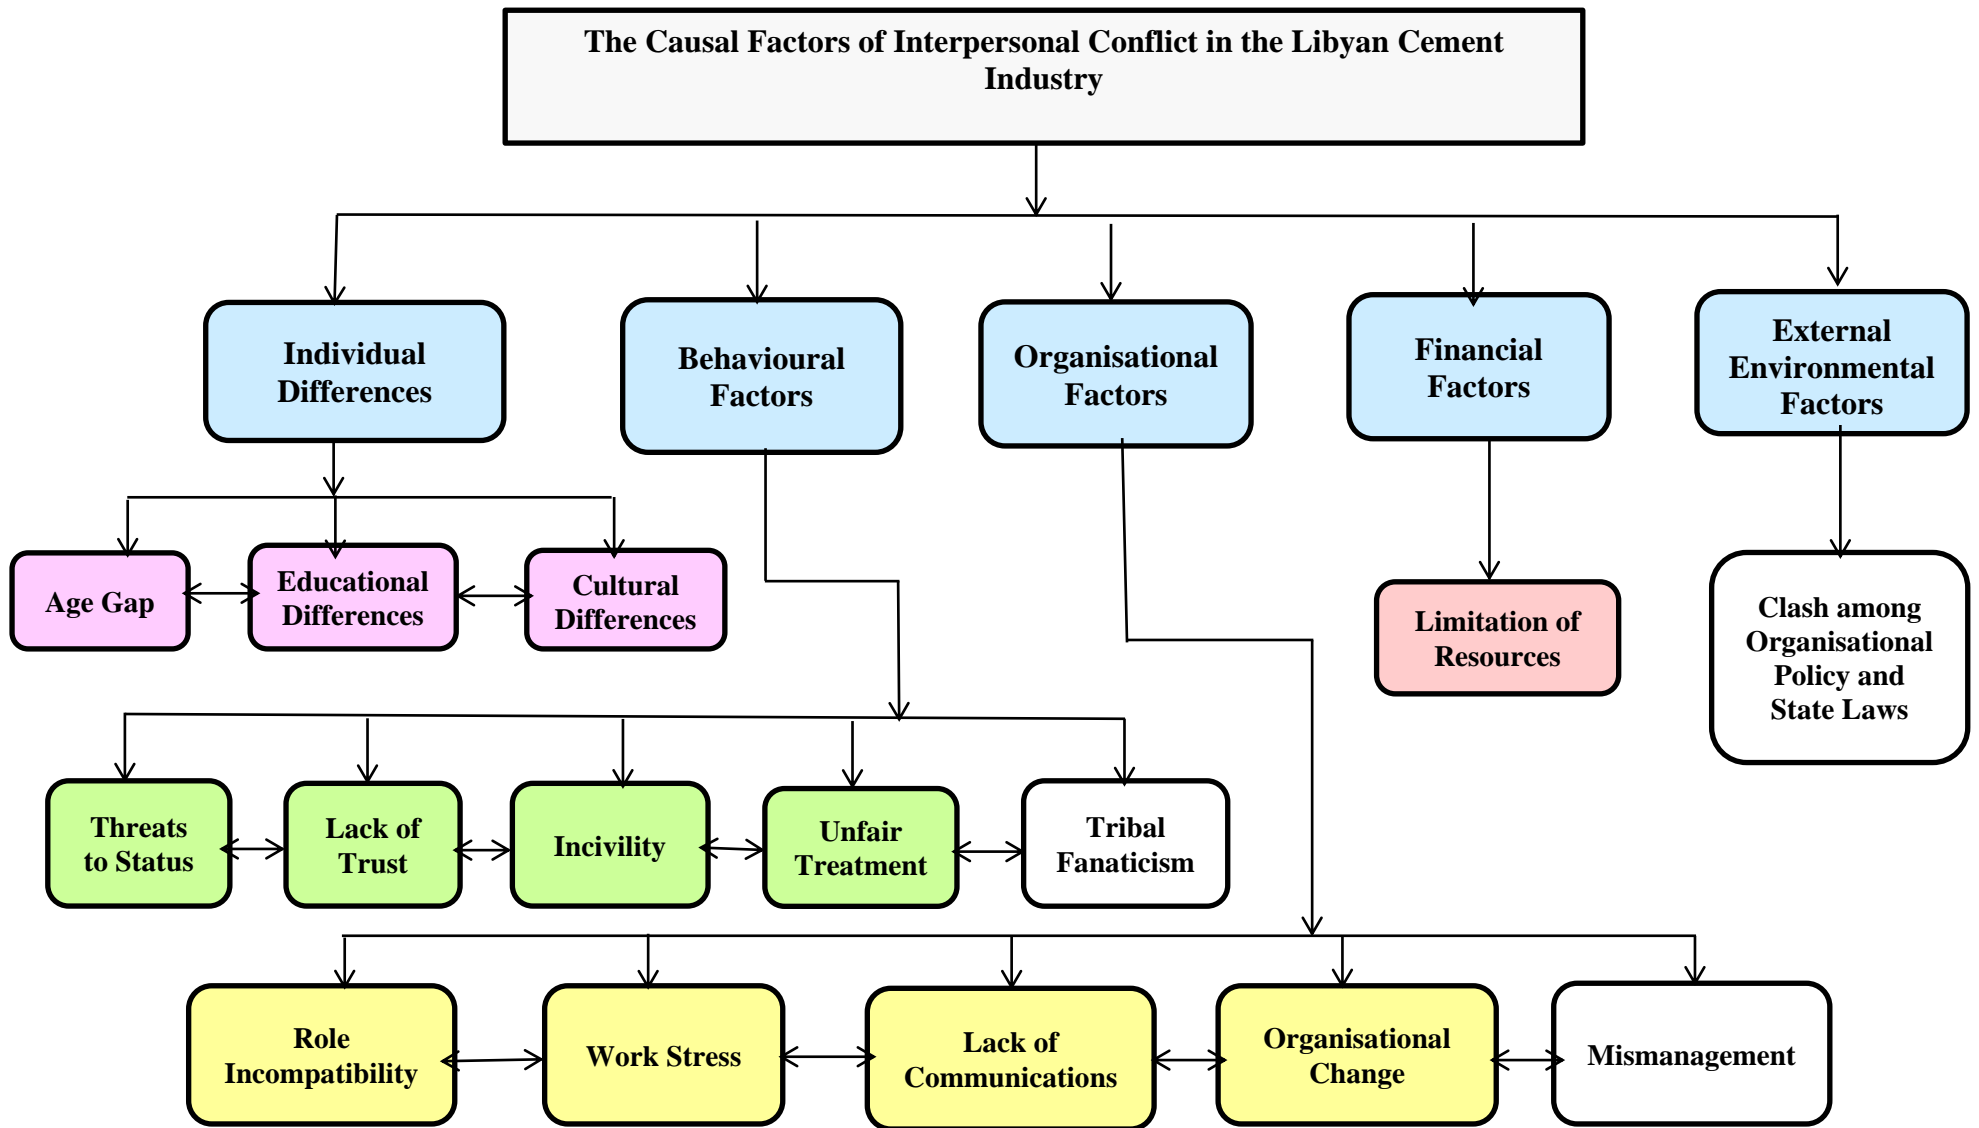 The Causal Factors of Interpersonal Conflict in the Libyan Cement
Industry
Individual
Differences
Behavioural
Factors
Organisational
Factors
Financial
Factors
External
Environmental
Factors
Age Gap
Educational
Differences
Cultural
Differences
Limitation of
Resources
Clash among
Organisational
Policy and
State Laws
Threats
to Status
Lack of
Trust
Incivility
Unfair
Treatment
Tribal
Fanaticism
Role
Incompatibility
Work Stress
Lack of
Communications
Organisational
Change
Mismanagement